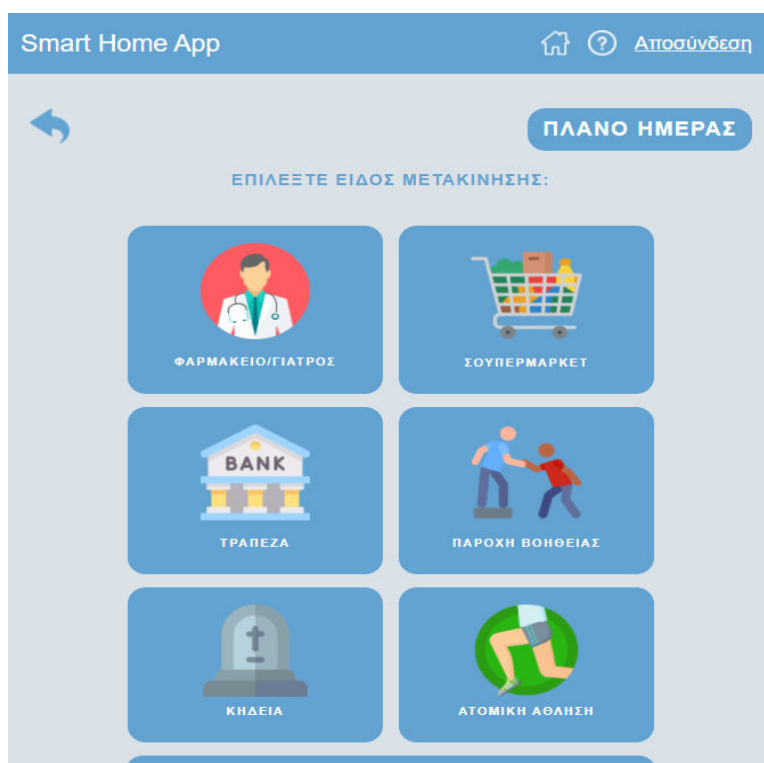 Smart Home App
Αποσύνδεση
ΠΛΑΝΟ ΗΜΕΡΑΣ
ΕΠΙΛΕΞΤΕ ΕΙΔΟΣ ΜΕΤΑΚΙΝΗΣΗΣ:
ΦΑΡΜΑΚΕΙΟ/ΓΙΑΤΡΟΣ
ΣΟΥΠΕΡΜΑΡΚΕΤ
BANK
ΤΡΑΠΕΖΑ
ΠΑΡΟΧΗ ΒΟΗΘΕΙΑΣ
ΚΗΔΕΙΑ
ΑΤΟΜΙΚΗ ΑΘΛΗΣΗ